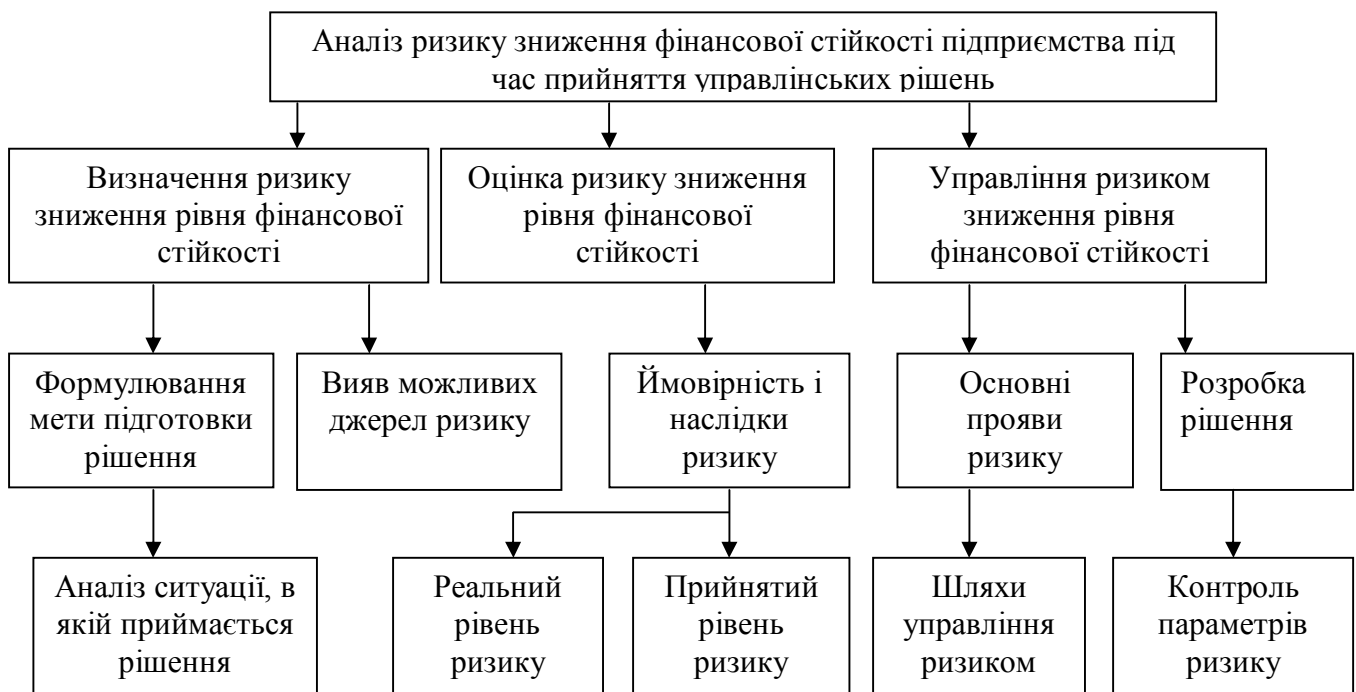 Аналіз ризику зниження фінансової стійкості підприємства під
час прийняття управлінських рішень
Визначення ризику
зниження рівня фінансової
стійкості
Оцінка ризику зниження
рівня фінансової
стійкості
Управління ризиком
зниження рівня
фінансової стійкості
Формулювання
мети підготовки
рішення
Вияв можливих
джерел ризику
Ймовірність і
наслідки
ризику
Основні
прояви
ризику
Розробка
рішення
Аналіз ситуації, в
якій приймається
рішення
Реальний
рівень
ризику
Прийнятий
рівень
ризику
Шляхи
управління
ризиком
Контроль
параметрів
ризику